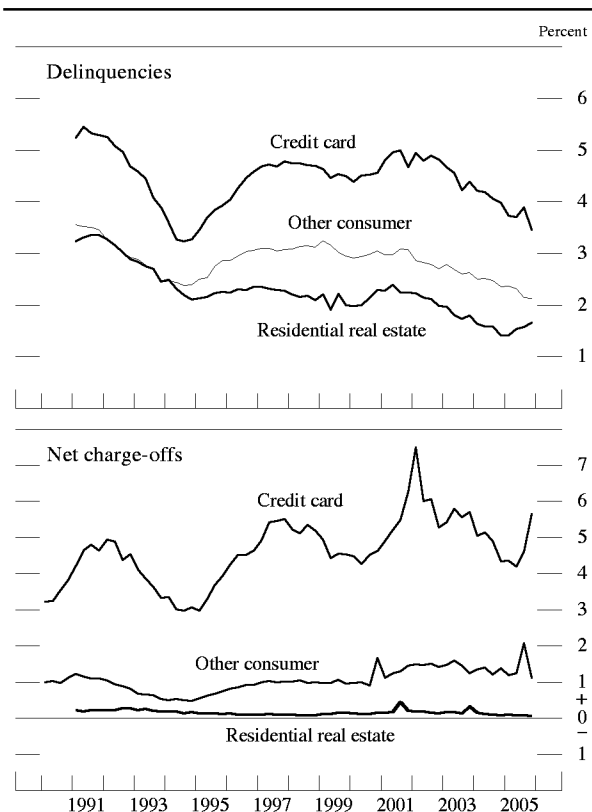 Percent
Delinquencies
6
Credit card
5
4
Other consumer
3
2
Residential real estate
1
Net charge-offs
7
Credit card
6
5
4
3
2
Other consumer
1
+
0
Residential real estate
–
1
1991 1993 1995 1997 1999 2001 2003 2005